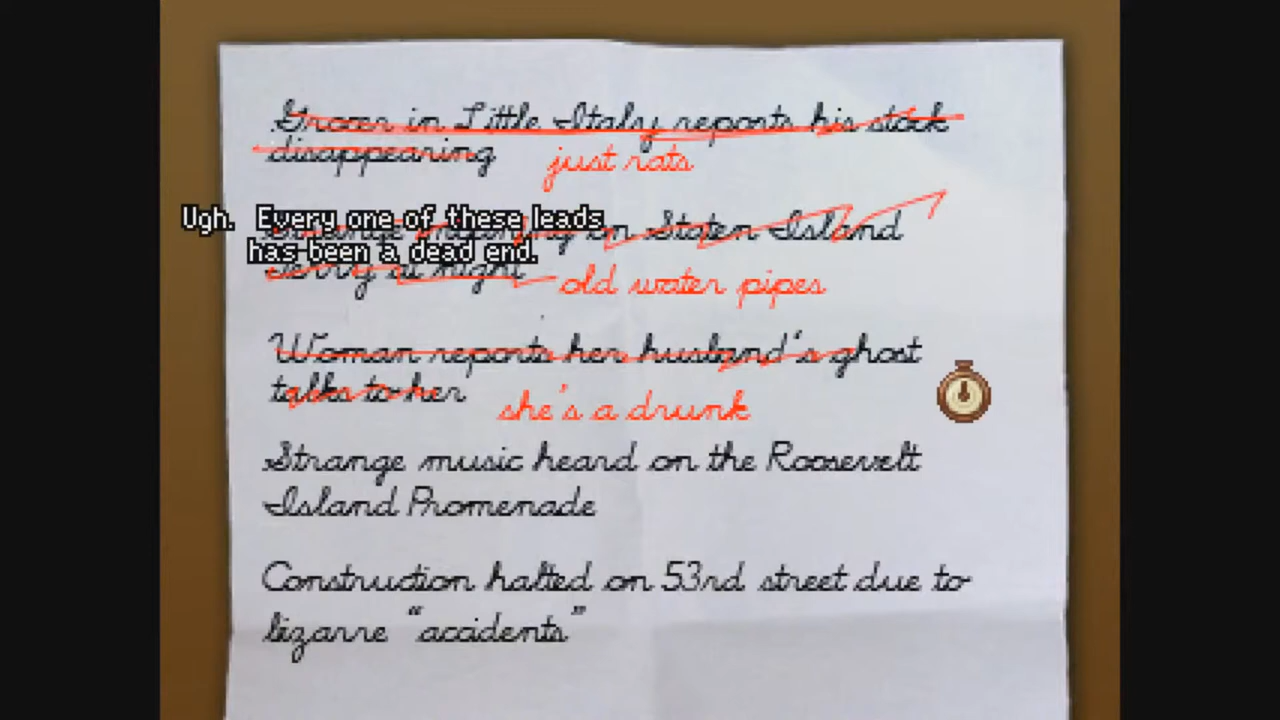 Grocer in Little Italy reports his stock
disappearing just rats
Ugh. Every one of these leads
has been a dead end.
on Staten Island
at night old water pipes
Woman reports her husband's ghost
talks to her she's a drunk
Strange music heard on the Roosevelt
Island Promenade
Construction halted on 53rd street due to
bizarre "accidents"